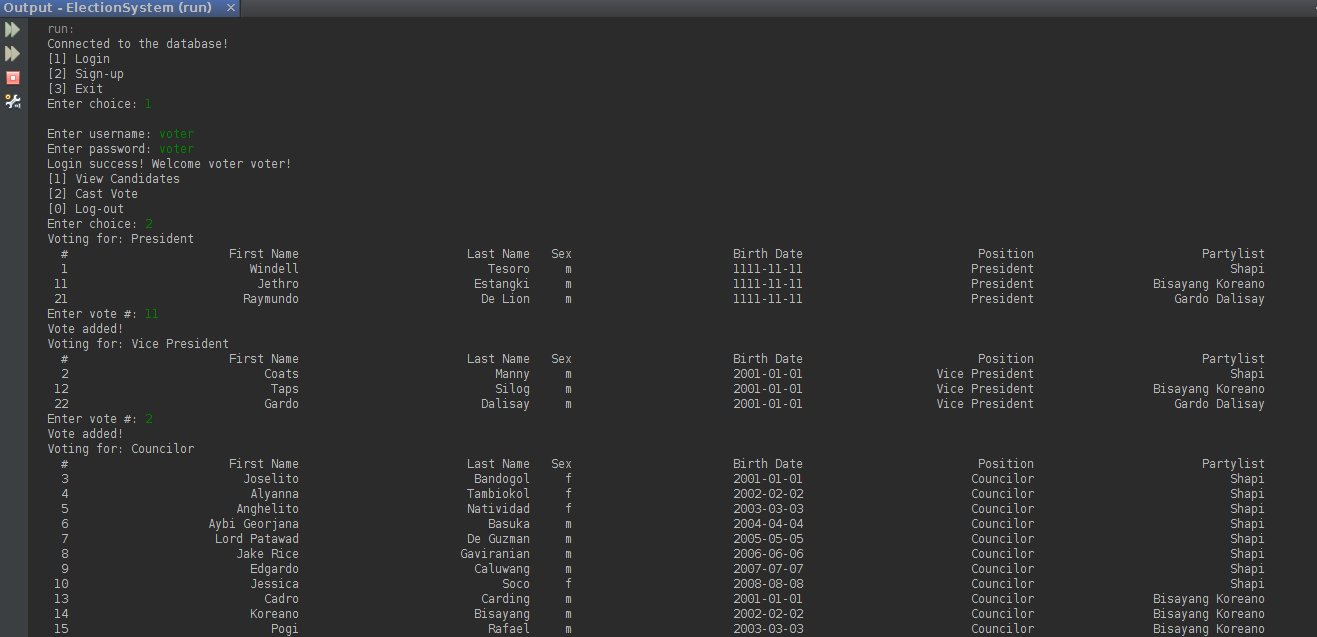 Output - ElectionSystem (run) ×
run:
Connected to the database!
[1] Login
[2] Sign-up
[3] Exit
Enter choice: 1
Enter username: voter
Enter password: voter
Login success! Welcome voter voter!
[1] View Candidates
[2] Cast Vote
[0] Log-out
Enter choice: 2
Voting for: President
# First Name Last Name Sex Birth Date Position Partylist
1 Windell Tesoro m 1111-11-11 President Shapi
11 Jethro Estangki m 1111-11-11 President Bisayang Koreano
21 Raymundo De Lion m 1111-11-11 President Gardo Dalisay
Enter vote #: 11
Vote added!
Voting for: Vice President
# First Name Last Name Sex Birth Date Position Partylist
2 Coats Manny m 2001-01-01 Vice President Shapi
12 Taps Silog m 2001-01-01 Vice President Bisayang Koreano
22 Gardo Dalisay m 2001-01-01 Vice President Gardo Dalisay
Enter vote #: 2
Vote added!
Voting for: Councilor
# First Name Last Name Sex Birth Date Position Partylist
3 Joselito Bandogol f 2001-01-01 Councilor Shapi
4 Alyanna Tambiokol f 2002-02-02 Councilor Shapi
5 Anghelito Natividad f 2003-03-03 Councilor Shapi
6 Aybi Georjana Basuka m 2004-04-04 Councilor Shapi
7 Lord Patawad De Guzman m 2005-05-05 Councilor Shapi
8 Jake Rice Gaviranian m 2006-06-06 Councilor Shapi
9 Edgardo Caluwang m 2007-07-07 Councilor Shapi
10 Jessica Soco f 2008-08-08 Councilor Shapi
13 Cadro Carding m 2001-01-01 Councilor Bisayang Koreano
14 Koreano Bisayang m 2002-02-02 Councilor Bisayang Koreano
15 Pogi Rafael m 2003-03-03 Councilor Bisayang Koreano